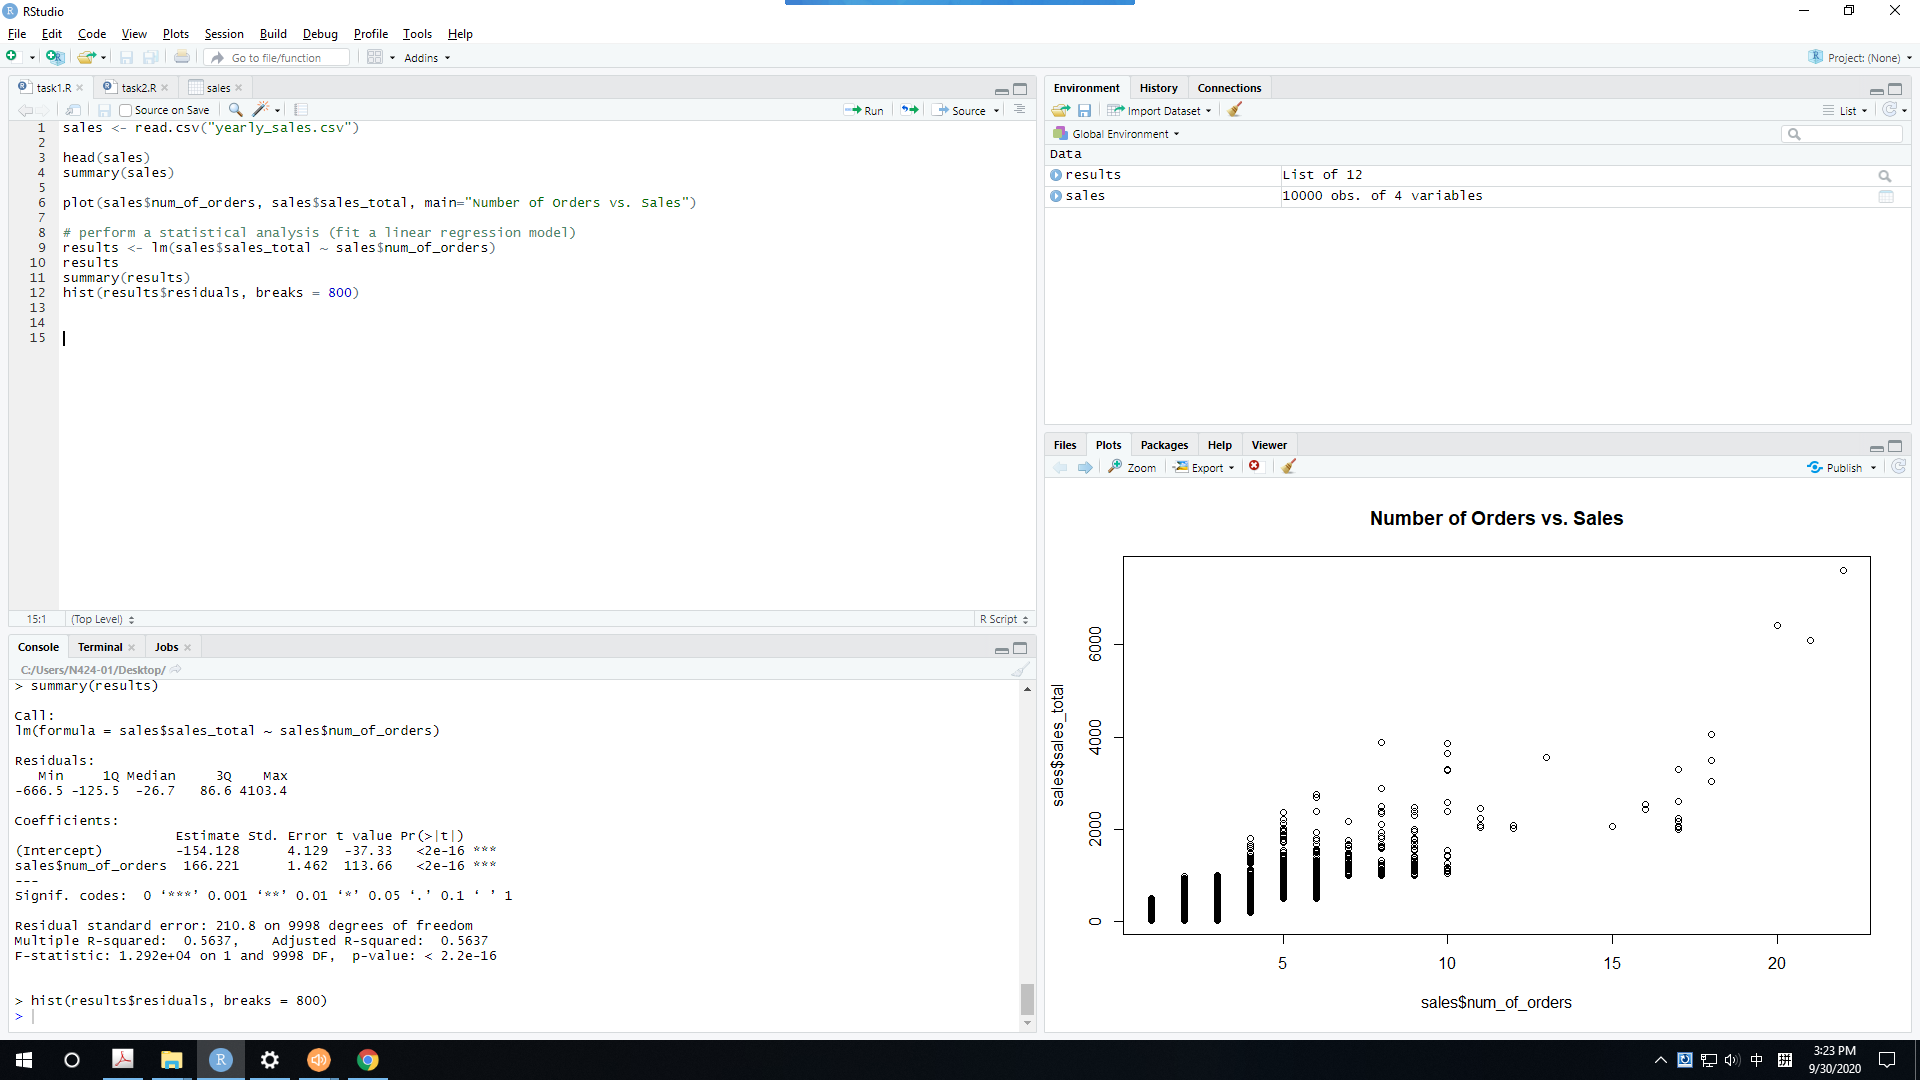 RStudio
File Edit Code View Plots Session Build Debug Profile Tools Help
Go to file/function Addins Project: (None)
task1.R task2.R sales
Source on Save Run Source
1 sales <- read.csv("yearly_sales.csv")
2
3 head(sales)
4 summary(sales)
5
6 plot(sales$num_of_orders, sales$sales_total, main="Number of Orders vs. Sales")
7
8 # perform a statistical analysis (fit a linear regression model)
9 results <- lm(sales$sales_total ~ sales$num_of_orders)
10 results
11 summary(results)
12 hist(results$residuals, breaks = 800)
13
14
15
15:1 (Top Level) R Script
Console Terminal Jobs
C:/Users/N424-01/Desktop/
> summary(results)
Call:
lm(formula = sales$sales_total ~ sales$num_of_orders)
Residuals:
Min 1Q Median 3Q Max
-666.5 -125.5 -26.7 86.6 4103.4
Coefficients:
Estimate Std. Error t value Pr(>|t|)
(Intercept) -154.128 4.129 -37.33 <2e-16 ***
sales$num_of_orders 166.221 1.462 113.66 <2e-16 ***
---
Signif. codes: 0 ‘***’ 0.001 ‘**’ 0.01 ‘*’ 0.05 ‘.’ 0.1 ‘ ’ 1
Residual standard error: 210.8 on 9998 degrees of freedom
Multiple R-squared: 0.5637, Adjusted R-squared: 0.5637
F-statistic: 1.292e+04 on 1 and 9998 DF, p-value: < 2.2e-16
> hist(results$residuals, breaks = 800)
>
Environment History Connections
Import Dataset List
Global Environment
Data
results List of 12
sales 10000 obs. of 4 variables
Files Plots Packages Help Viewer
Zoom Export Publish
Number of Orders vs. Sales
sales$sales_total
6000
4000
2000
0
5 10 15 20
sales$num_of_orders
中 拼
3:23 PM
9/30/2020